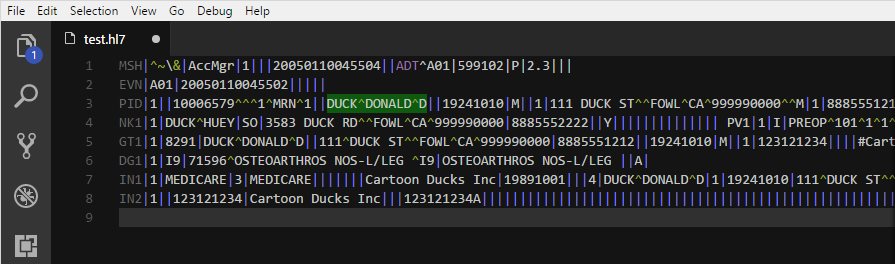 File Edit Selection View Go Debug Help
1
test.hl7
1 MSH|^~\&|AccMgr|1|||20050110045504||ADT^A01|599102|P|2.3|||
2 EVN|A01|20050110045502|||||
3 PID|1||10006579^^^1^MRN^1||DUCK^DONALD^D||19241010|M||1|111 DUCK ST^^FOWL^CA^999990000^^M|1|8885551212
4 NK1|1|DUCK^HUEY|SO|3583 DUCK RD^^FOWL^CA^999990000|8885552222||Y|||||||||||||| PV1|1|I|PREOP^101^1^1^
5 GT1|1|8291|DUCK^DONALD^D||111^DUCK ST^^FOWL^CA^999990000|8885551212||19241010|M||1|123121234||||#Cart
6 DG1|1|I9|71596^OSTEOARTHROS NOS-L/LEG ^I9|OSTEOARTHROS NOS-L/LEG ||A|
7 IN1|1|MEDICARE|3|MEDICARE|||||||Cartoon Ducks Inc|19891001|||4|DUCK^DONALD^D|1|19241010|111^DUCK ST^^
8 IN2|1||123121234|Cartoon Ducks Inc|||123121234A||||||||||||||||||||||||||||||||||||||||||||||||||||||
9